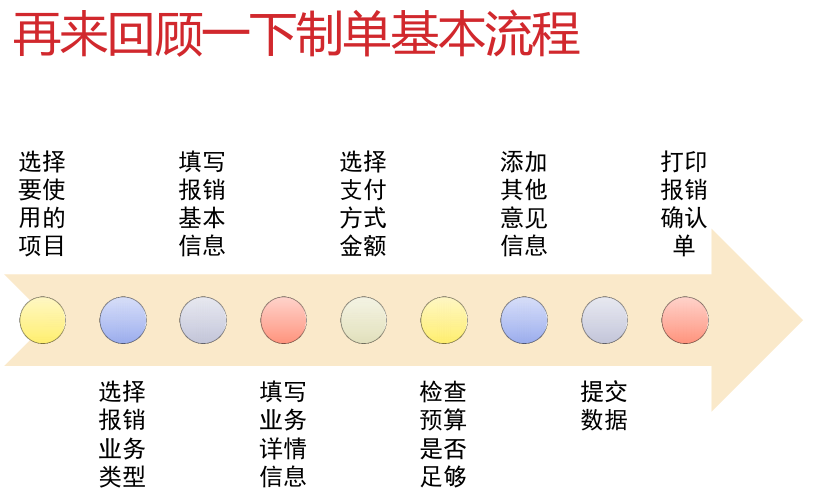 再来回顾一下制单基本流程
选择
要使
用的
项目
选择
报销
业务
类型
填写
报销
基本
信息
填写
业务
详情
信息
选择
支付
方式
金额
检查
预算
是否
足够
添加
其他
意见
信息
提交
数据
打印
报销
确认
单